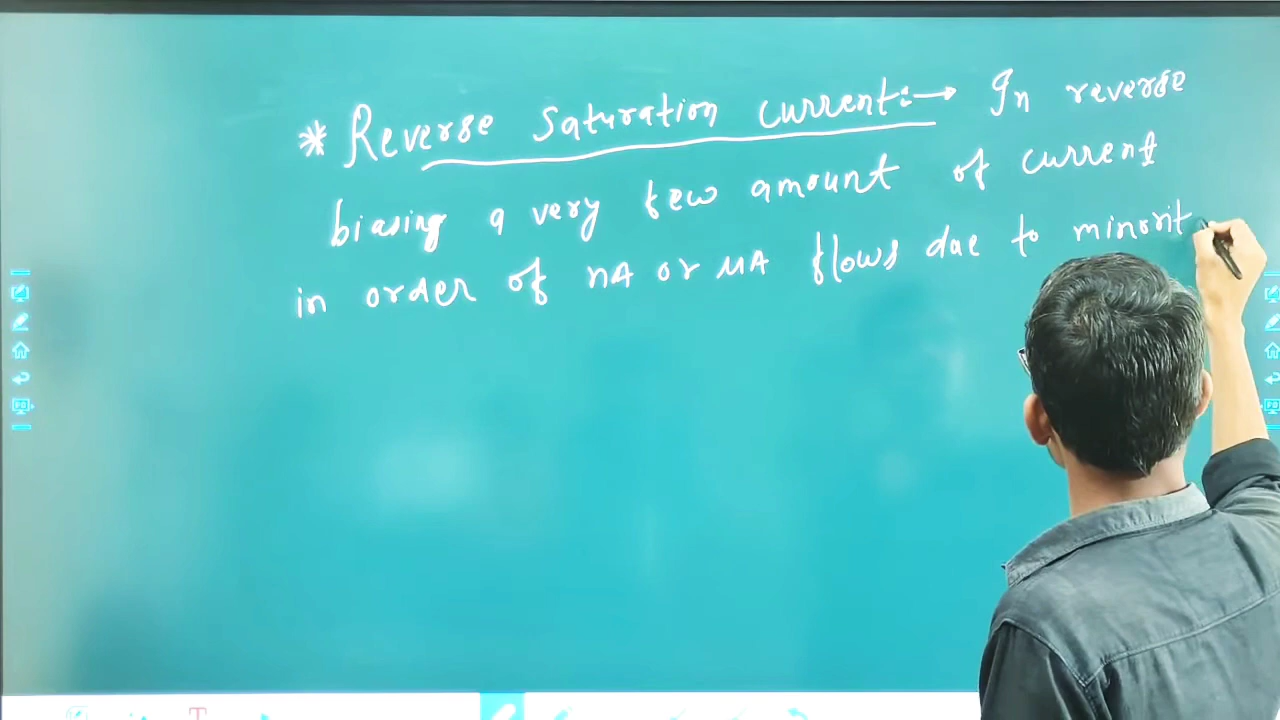 * Reverse Saturation current:→ In reverse
biasing a very few amount of current
in order of nA or μA flows due to minorit